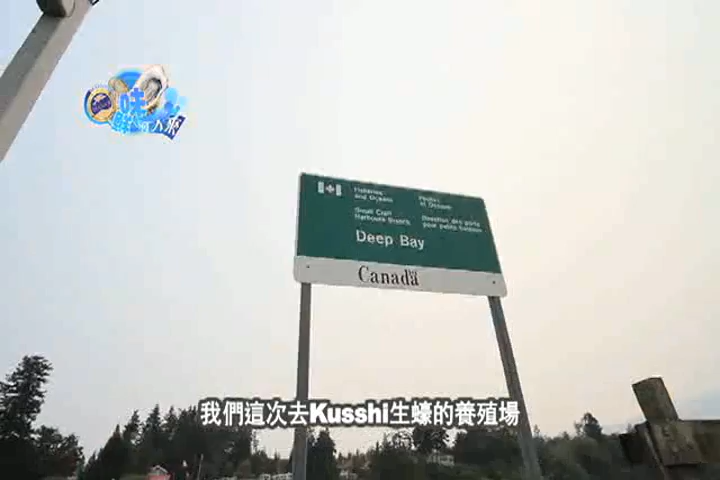 味
Fisheries
and Oceans
Pêches
et Océans
Small Craft
Harbours Branch
Direction des ports
pour petits bateaux
Deep Bay
Canada
我們這次去Kusshi生蠔的養殖場